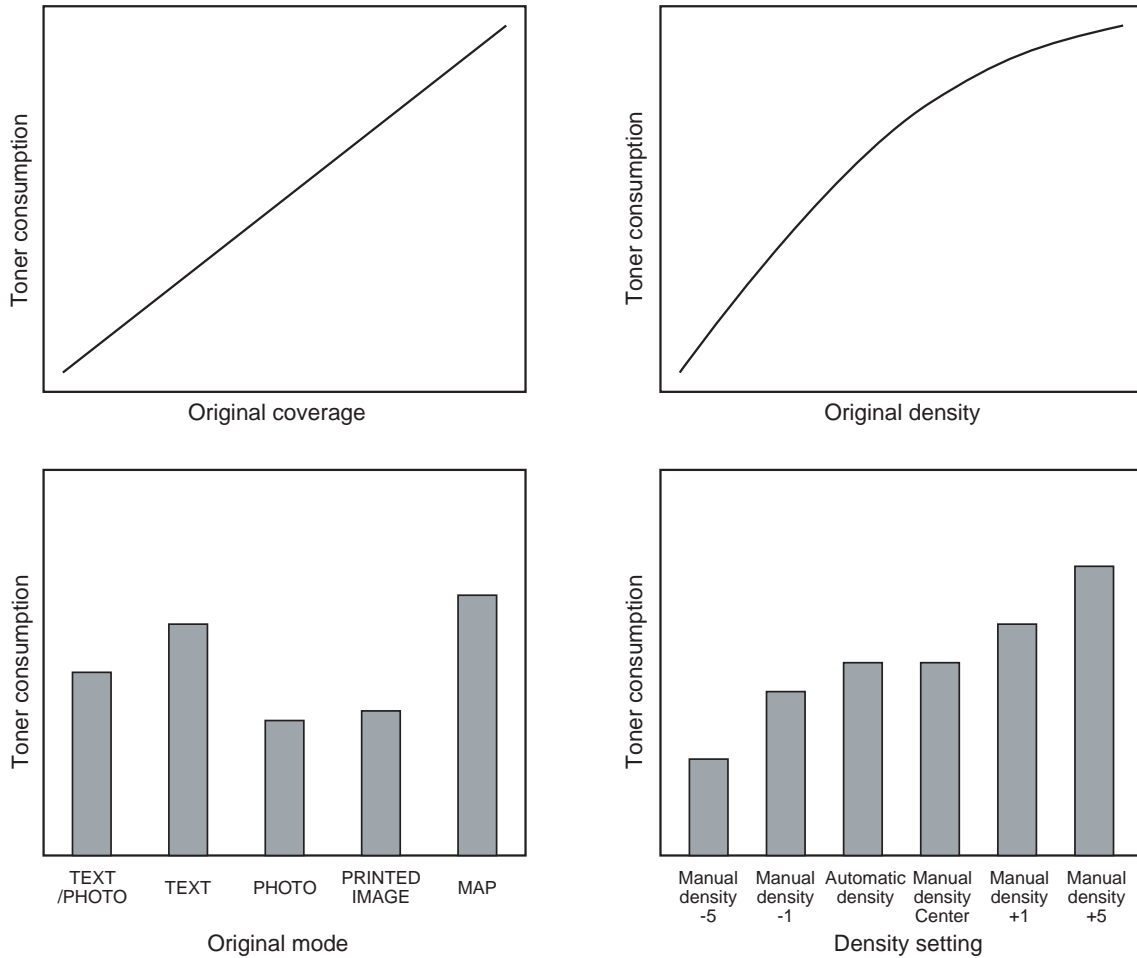 Toner consumption
Original coverage
Toner consumption
Original density
Toner consumption
TEXT
/PHOTO
TEXT
PHOTO
PRINTED
IMAGE
MAP
Original mode
Toner consumption
Manual
density
-5
Manual
density
-1
Automatic
density
Manual
density
Center
Manual
density
+1
Manual
density
+5
Density setting